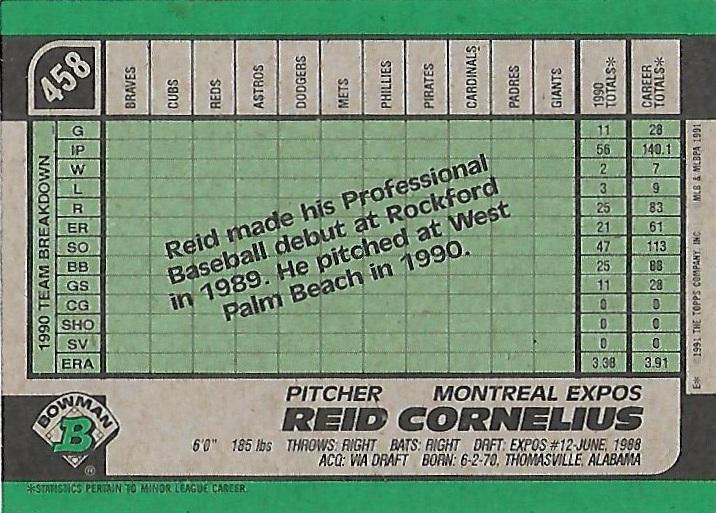 458
BRAVES CUBS REDS ASTROS DODGERS METS PHILLIES PIRATES CARDINALS PADRES GIANTS 1990 TOTALS* CAREER TOTALS*
1990 TEAM BREAKDOWN
G 11 28
IP 56 140.1
W 2 7
L 3 9
R 25 83
ER 21 61
SO 47 113
BB 25 88
GS 11 28
CG 0 0
SHO 0 0
SV 0 0
ERA 3.38 3.91
Reid made his Professional
Baseball debut at Rockford
in 1989. He pitched at West
Palm Beach in 1990.
E* ©1991 THE TOPPS COMPANY, INC. MLB & MLBPA 1991
PITCHER MONTREAL EXPOS
REID CORNELIUS
6'0" 185 lbs THROWS: RIGHT BATS: RIGHT DRFT: EXPOS #12-JUNE, 1988
ACQ: VIA DRAFT BORN: 6-2-70, THOMASVILLE, ALABAMA
BOWMAN
B
®
*STATISTICS PERTAIN TO MINOR LEAGUE CAREER.